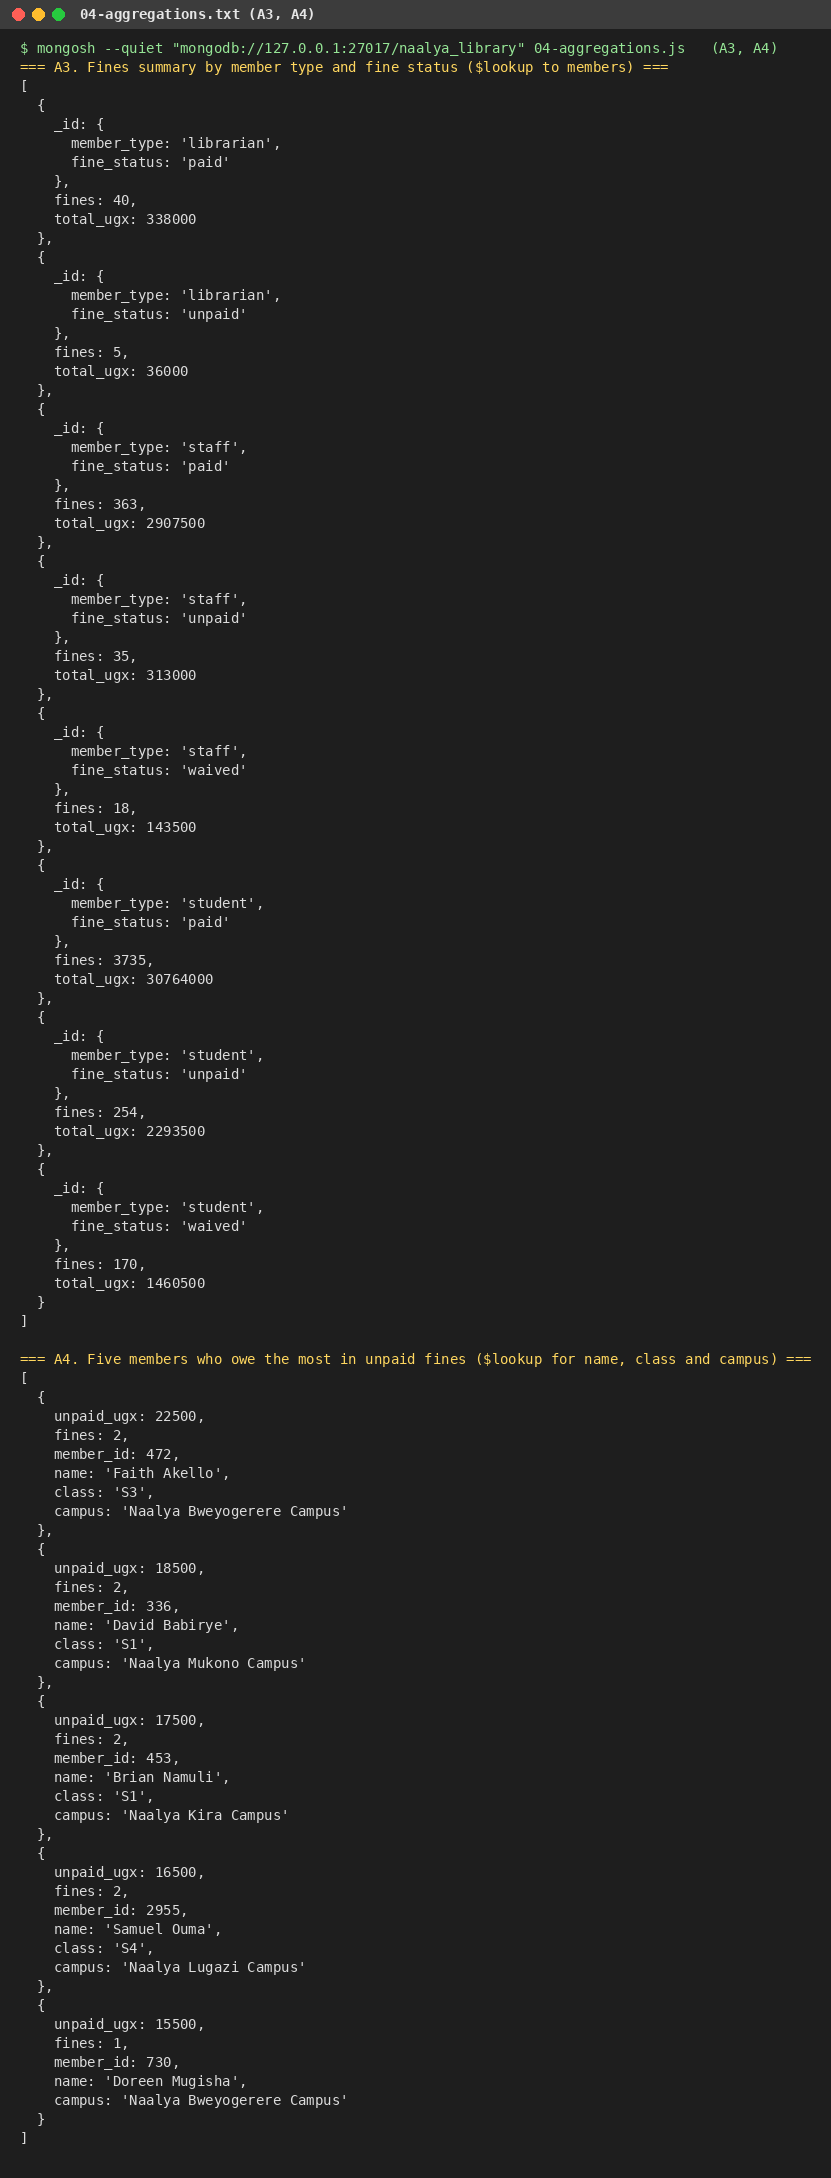 04-aggregations.txt (A3, A4)
$ mongosh --quiet "mongodb://127.0.0.1:27017/naalya_library" 04-aggregations.js   (A3, A4)
=== A3. Fines summary by member type and fine status ($lookup to members) ===
[
  {
    _id: {
      member_type: 'librarian',
      fine_status: 'paid'
    },
    fines: 40,
    total_ugx: 338000
  },
  {
    _id: {
      member_type: 'librarian',
      fine_status: 'unpaid'
    },
    fines: 5,
    total_ugx: 36000
  },
  {
    _id: {
      member_type: 'staff',
      fine_status: 'paid'
    },
    fines: 363,
    total_ugx: 2907500
  },
  {
    _id: {
      member_type: 'staff',
      fine_status: 'unpaid'
    },
    fines: 35,
    total_ugx: 313000
  },
  {
    _id: {
      member_type: 'staff',
      fine_status: 'waived'
    },
    fines: 18,
    total_ugx: 143500
  },
  {
    _id: {
      member_type: 'student',
      fine_status: 'paid'
    },
    fines: 3735,
    total_ugx: 30764000
  },
  {
    _id: {
      member_type: 'student',
      fine_status: 'unpaid'
    },
    fines: 254,
    total_ugx: 2293500
  },
  {
    _id: {
      member_type: 'student',
      fine_status: 'waived'
    },
    fines: 170,
    total_ugx: 1460500
  }
]

=== A4. Five members who owe the most in unpaid fines ($lookup for name, class and campus) ===
[
  {
    unpaid_ugx: 22500,
    fines: 2,
    member_id: 472,
    name: 'Faith Akello',
    class: 'S3',
    campus: 'Naalya Bweyogerere Campus'
  },
  {
    unpaid_ugx: 18500,
    fines: 2,
    member_id: 336,
    name: 'David Babirye',
    class: 'S1',
    campus: 'Naalya Mukono Campus'
  },
  {
    unpaid_ugx: 17500,
    fines: 2,
    member_id: 453,
    name: 'Brian Namuli',
    class: 'S1',
    campus: 'Naalya Kira Campus'
  },
  {
    unpaid_ugx: 16500,
    fines: 2,
    member_id: 2955,
    name: 'Samuel Ouma',
    class: 'S4',
    campus: 'Naalya Lugazi Campus'
  },
  {
    unpaid_ugx: 15500,
    fines: 1,
    member_id: 730,
    name: 'Doreen Mugisha',
    campus: 'Naalya Bweyogerere Campus'
  }
]